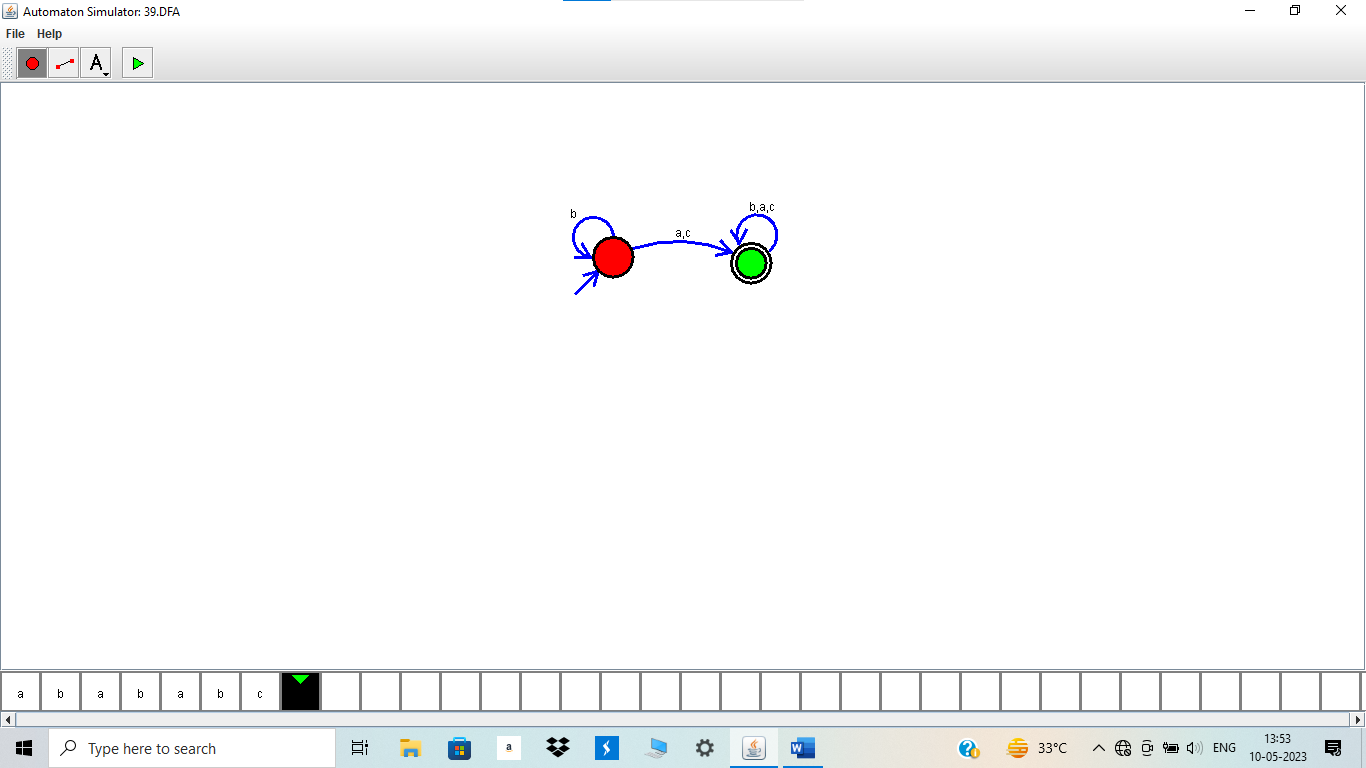 Automaton Simulator: 39.DFA
File Help
A
b
a,c
b,a,c
a b a b a b c
Type here to search
a
W
33°C
ENG
13:53
10-05-2023